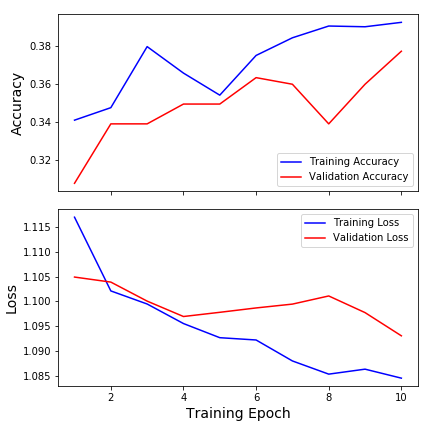 0.38
0.36
0.34
0.32
Accuracy
Training Accuracy
Validation Accuracy
1.115
1.110
1.105
1.100
1.095
1.090
1.085
Loss
Training Loss
Validation Loss
2
4
6
8
10
Training Epoch